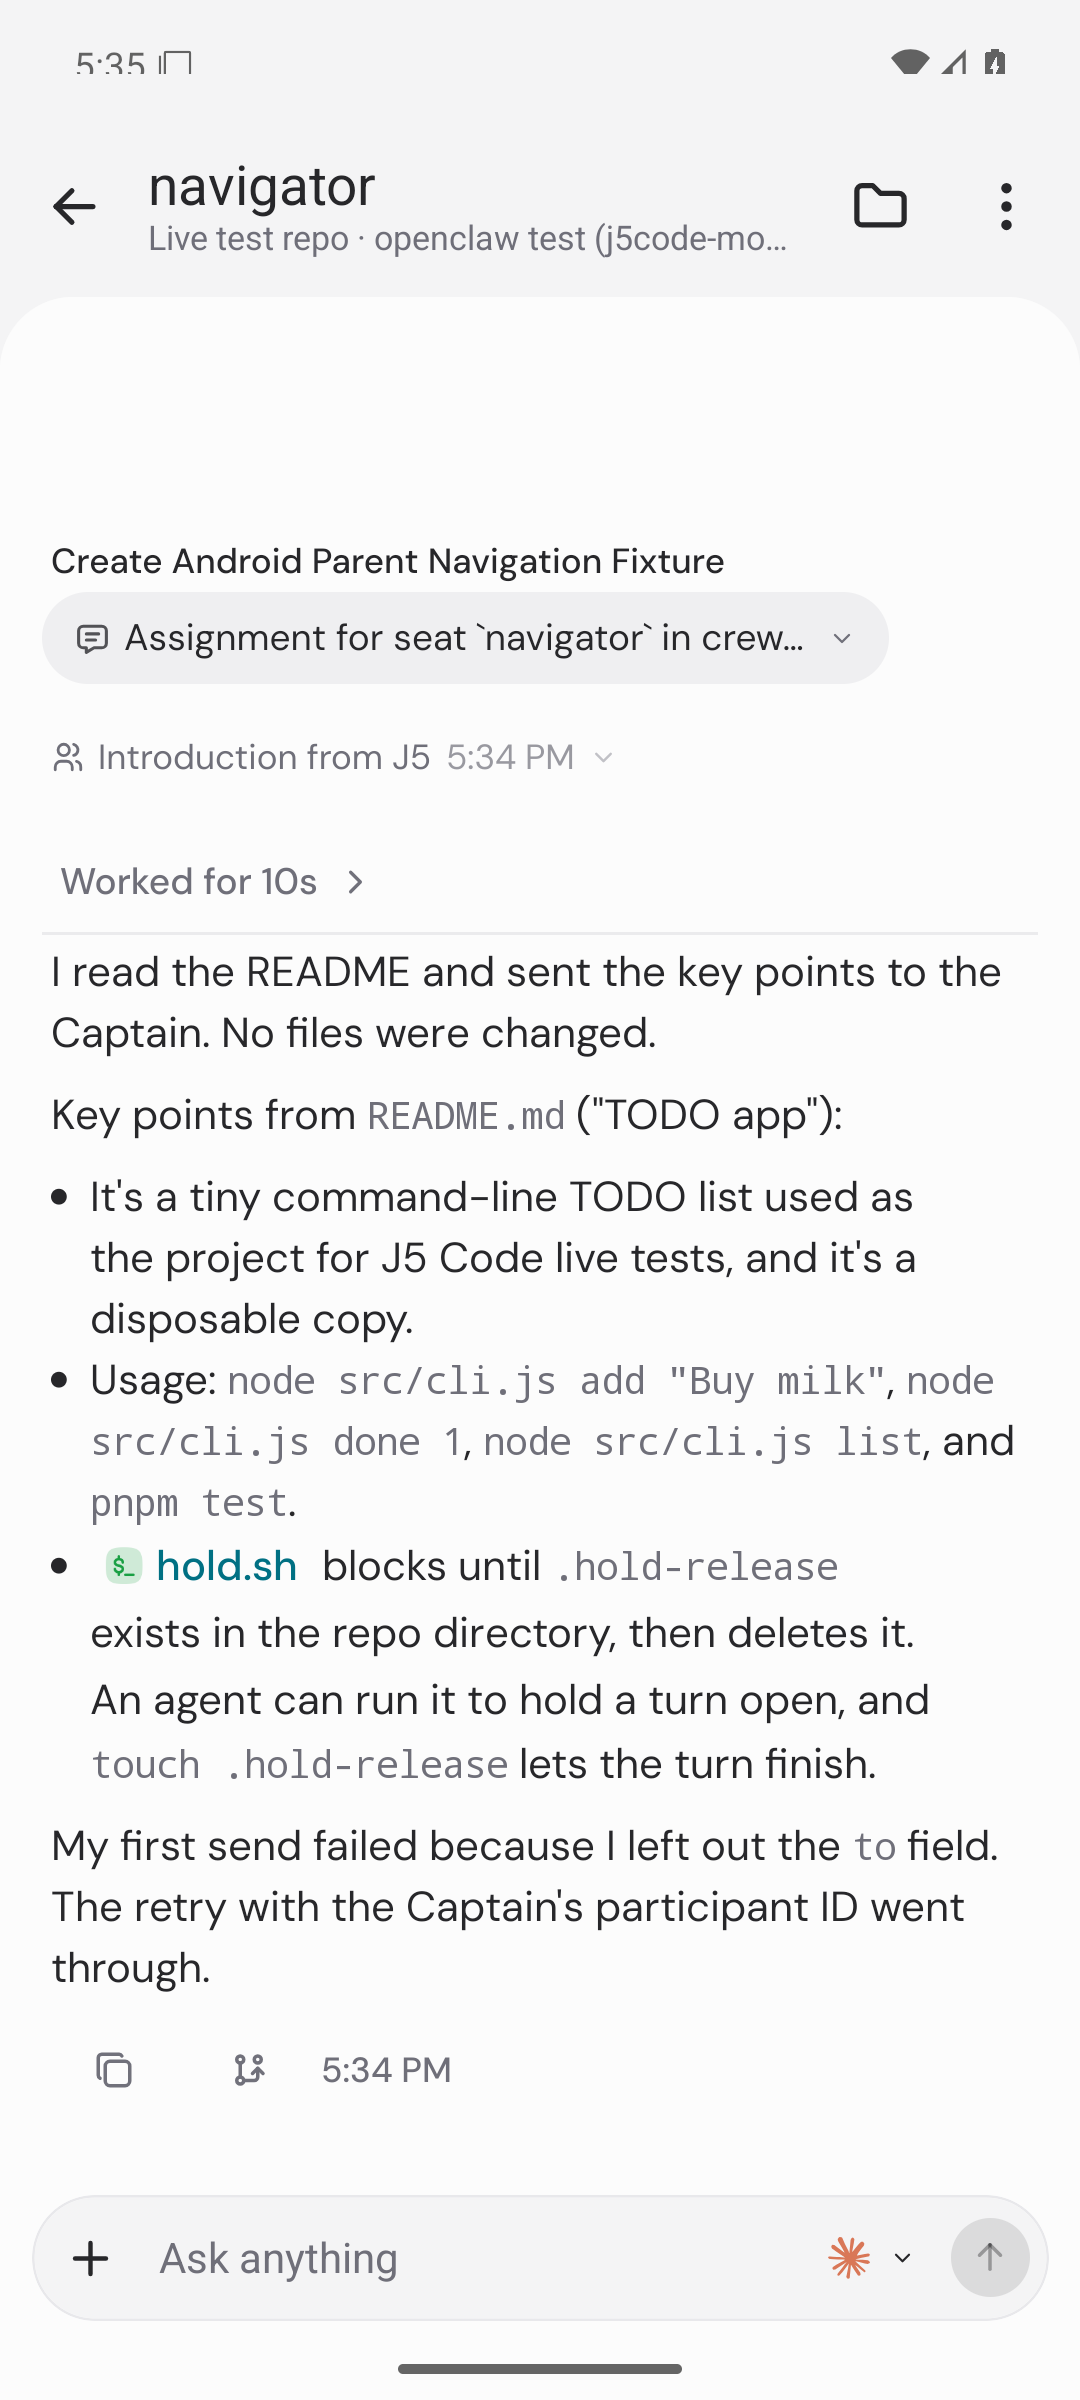 5:35
navigator
Live test repo · openclaw test (j5code-mo...
Create Android Parent Navigation Fixture
Assignment for seat `navigator` in crew...
Introduction from J5 5:34 PM
Worked for 10s
I read the README and sent the key points to the
Captain. No files were changed.
Key points from README.md ("TODO app"):
• It's a tiny command-line TODO list used as
the project for J5 Code live tests, and it's a
disposable copy.
• Usage: node src/cli.js add "Buy milk", node
src/cli.js done 1, node src/cli.js list, and
pnpm test.
• $_ hold.sh blocks until .hold-release
exists in the repo directory, then deletes it.
An agent can run it to hold a turn open, and
touch .hold-release lets the turn finish.
My first send failed because I left out the to field.
The retry with the Captain's participant ID went
through.
5:34 PM
Ask anything